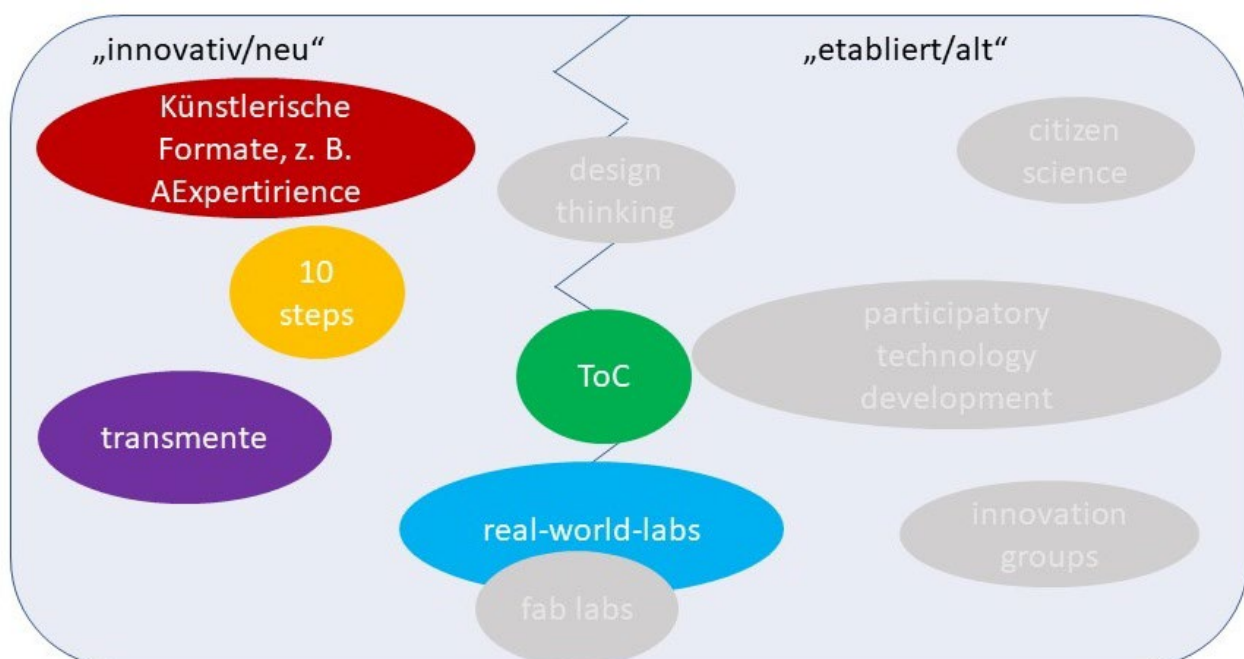 „innovativ/neu“
„etabliert/alt“
Künstlerische
Formate, z. B.
AExpertirience
design
thinking
citizen
science
10
steps
ToC
participatory
technology
development
transmente
real-world-labs
innovation
groups
fab labs